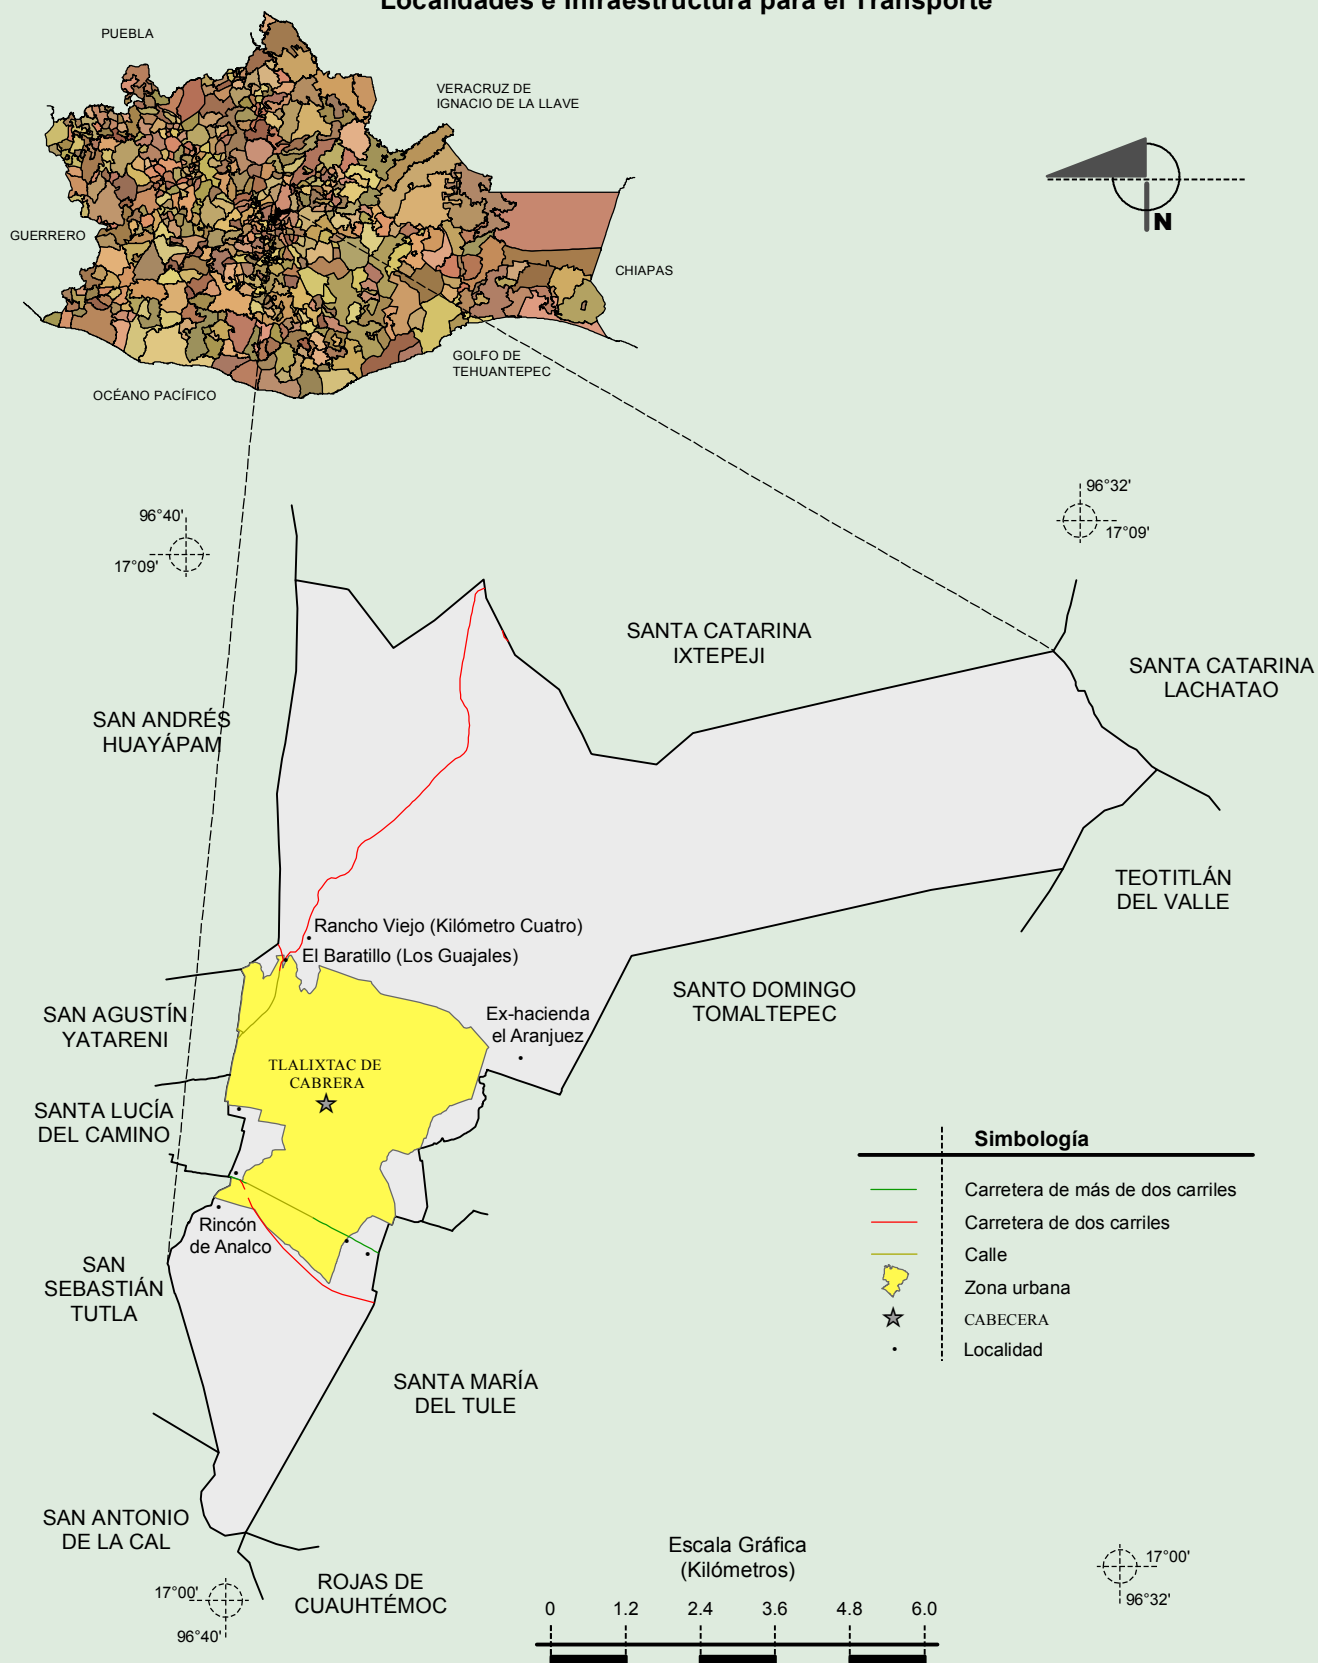 Localidades e Infraestructura para el Transporte
PUEBLA
VERACRUZ DE
IGNACIO DE LA LLAVE
GUERRERO
CHIAPAS
GOLFO DE
TEHUANTEPEC
OCÉANO PACÍFICO
N
96°40'
17°09'
96°32'
17°09'
SANTA CATARINA
IXTEPEJI
SANTA CATARINA
LACHATAO
SAN ANDRÉS
HUAYÁPAM
TEOTITLÁN
DEL VALLE
Rancho Viejo (Kilómetro Cuatro)
El Baratillo (Los Guajales)
SANTO DOMINGO
TOMALTEPEC
SAN AGUSTÍN
YATARENI
Ex-hacienda
el Aranjuez
TLALIXTAC DE
CABRERA
SANTA LUCÍA
DEL CAMINO
Rincón
de Analco
SAN
SEBASTIÁN
TUTLA
Simbología
Carretera de más de dos carriles
Carretera de dos carriles
Calle
Zona urbana
CABECERA
Localidad
SANTA MARÍA
DEL TULE
SAN ANTONIO
DE LA CAL
ROJAS DE
CUAUHTÉMOC
17°00'
96°40'
Escala Gráfica
(Kilómetros)
0 1.2 2.4 3.6 4.8 6.0
17°00'
96°32'